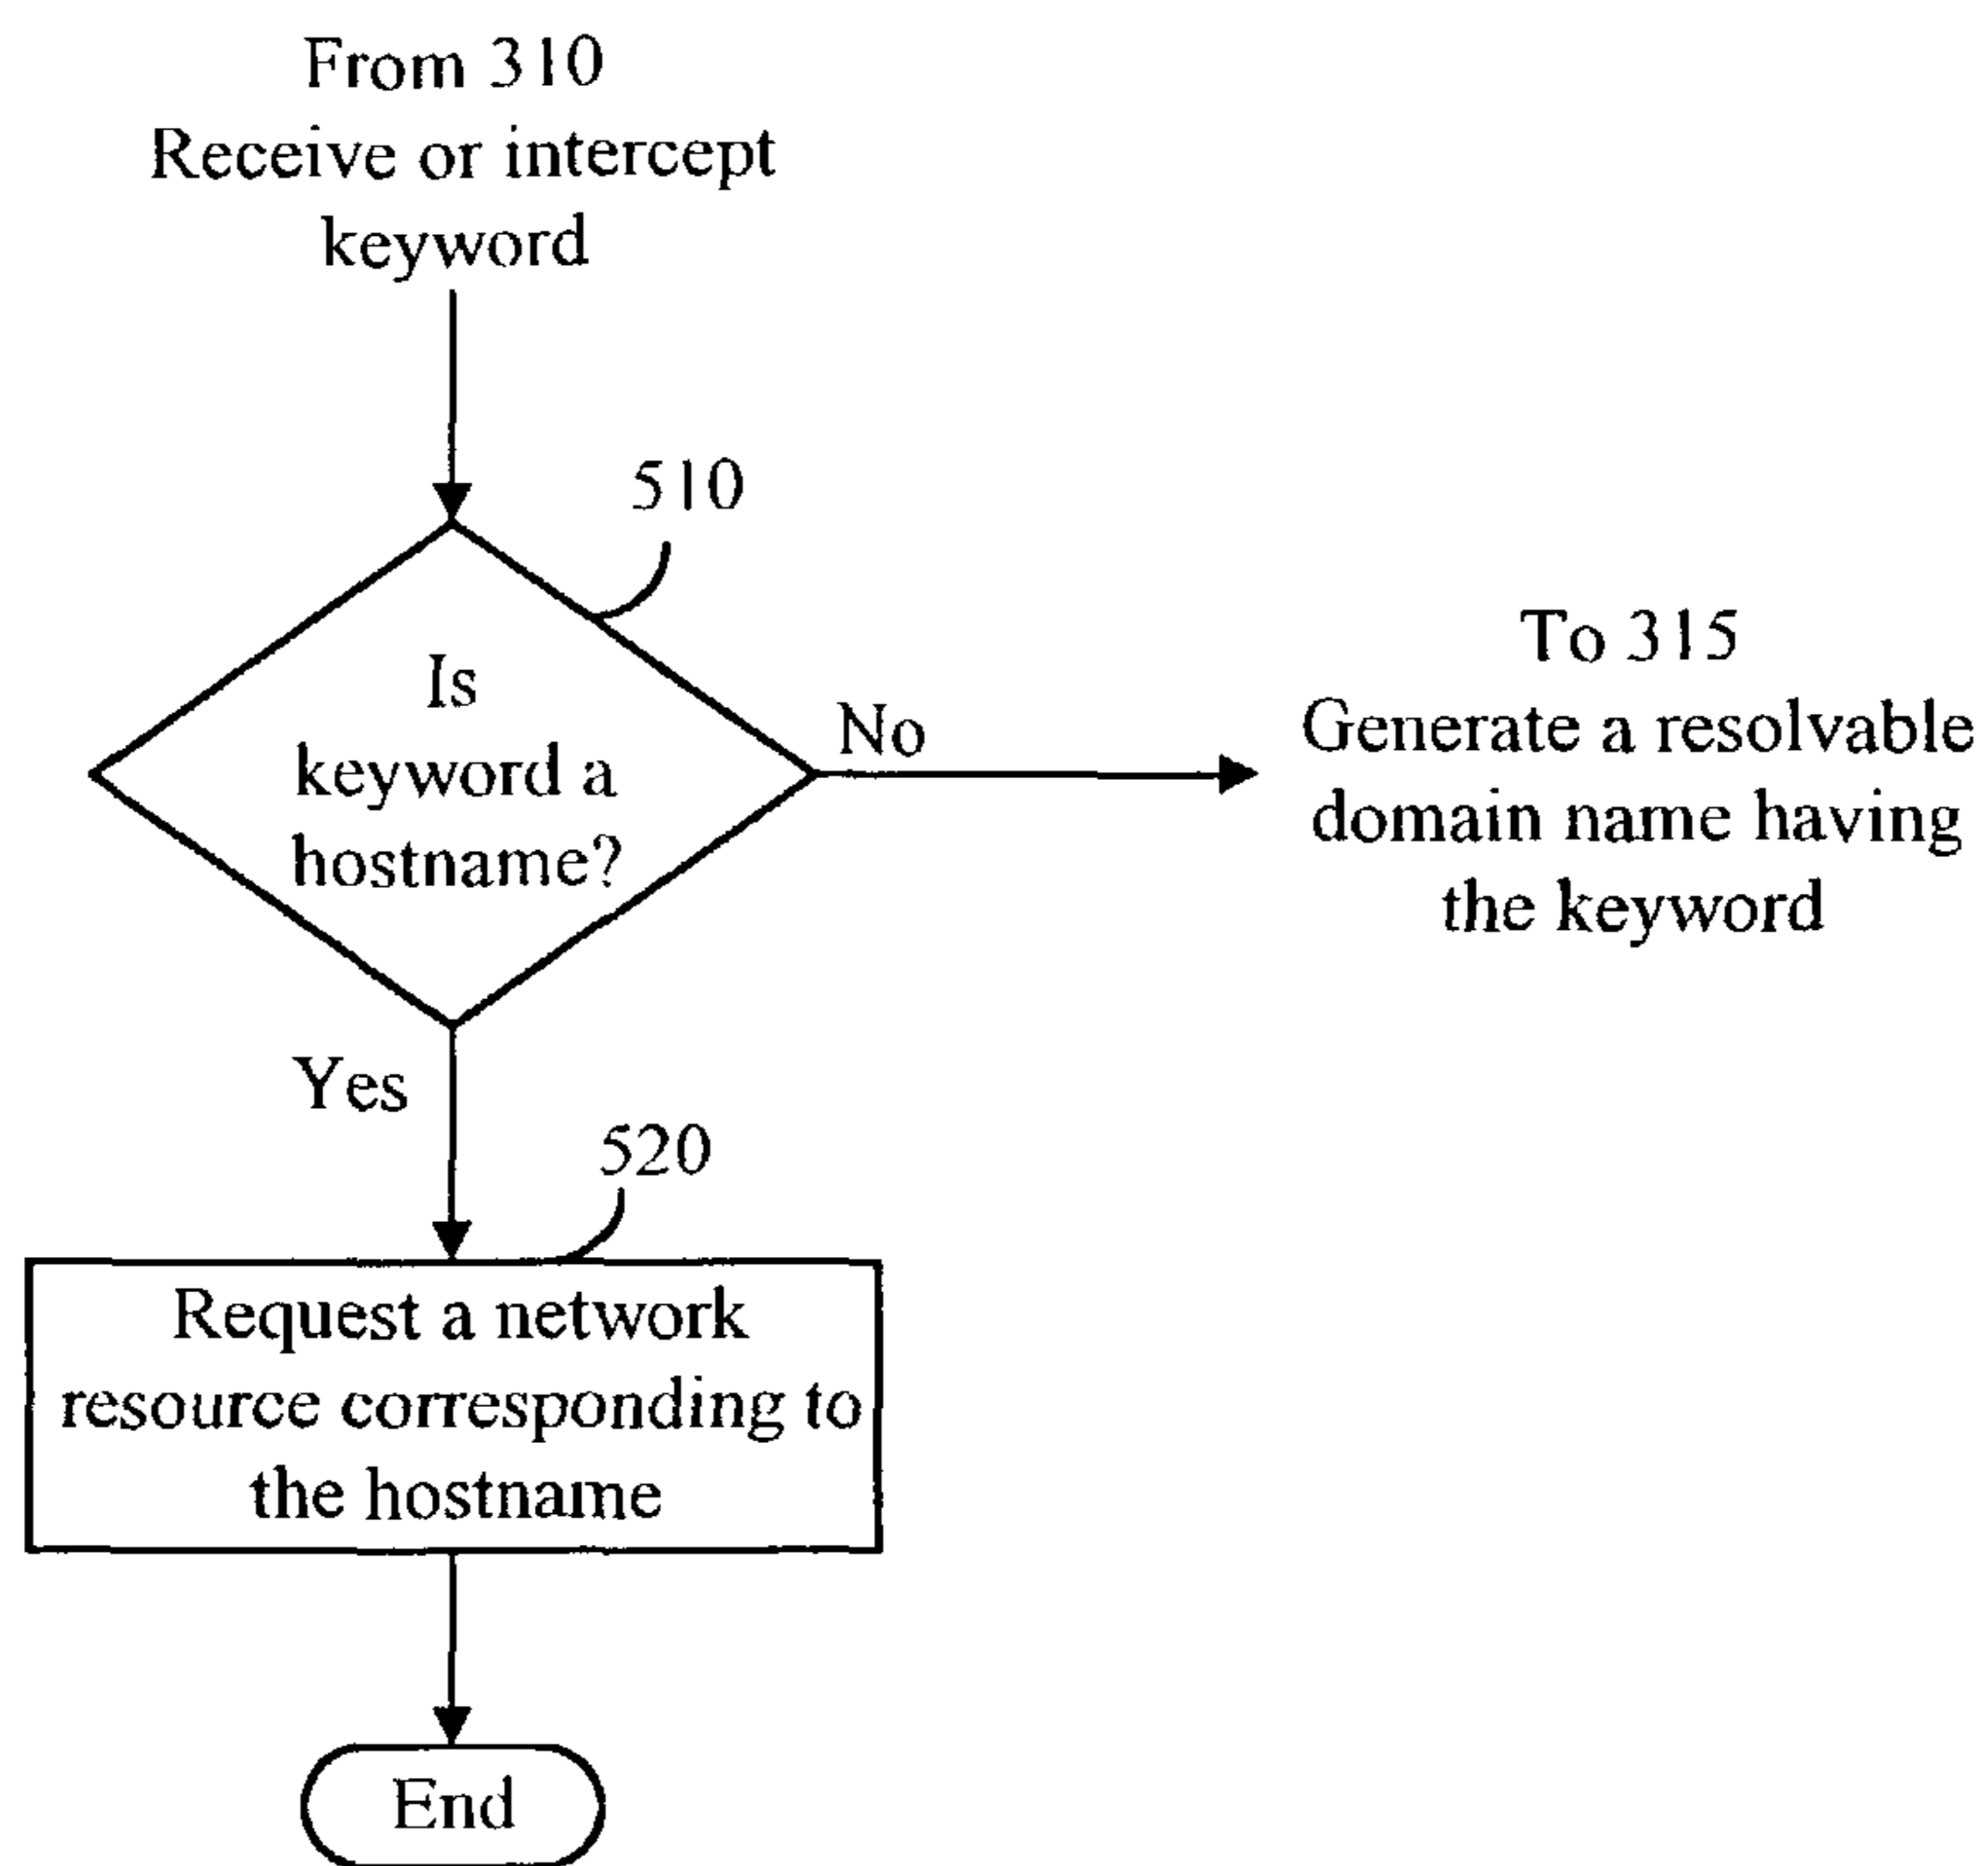 From 310
Receive or intercept
keyword
510
Is
keyword a
hostname?
No
To 315
Generate a resolvable
domain name having
the keyword
Yes
520
Request a network
resource corresponding to
the hostname
End